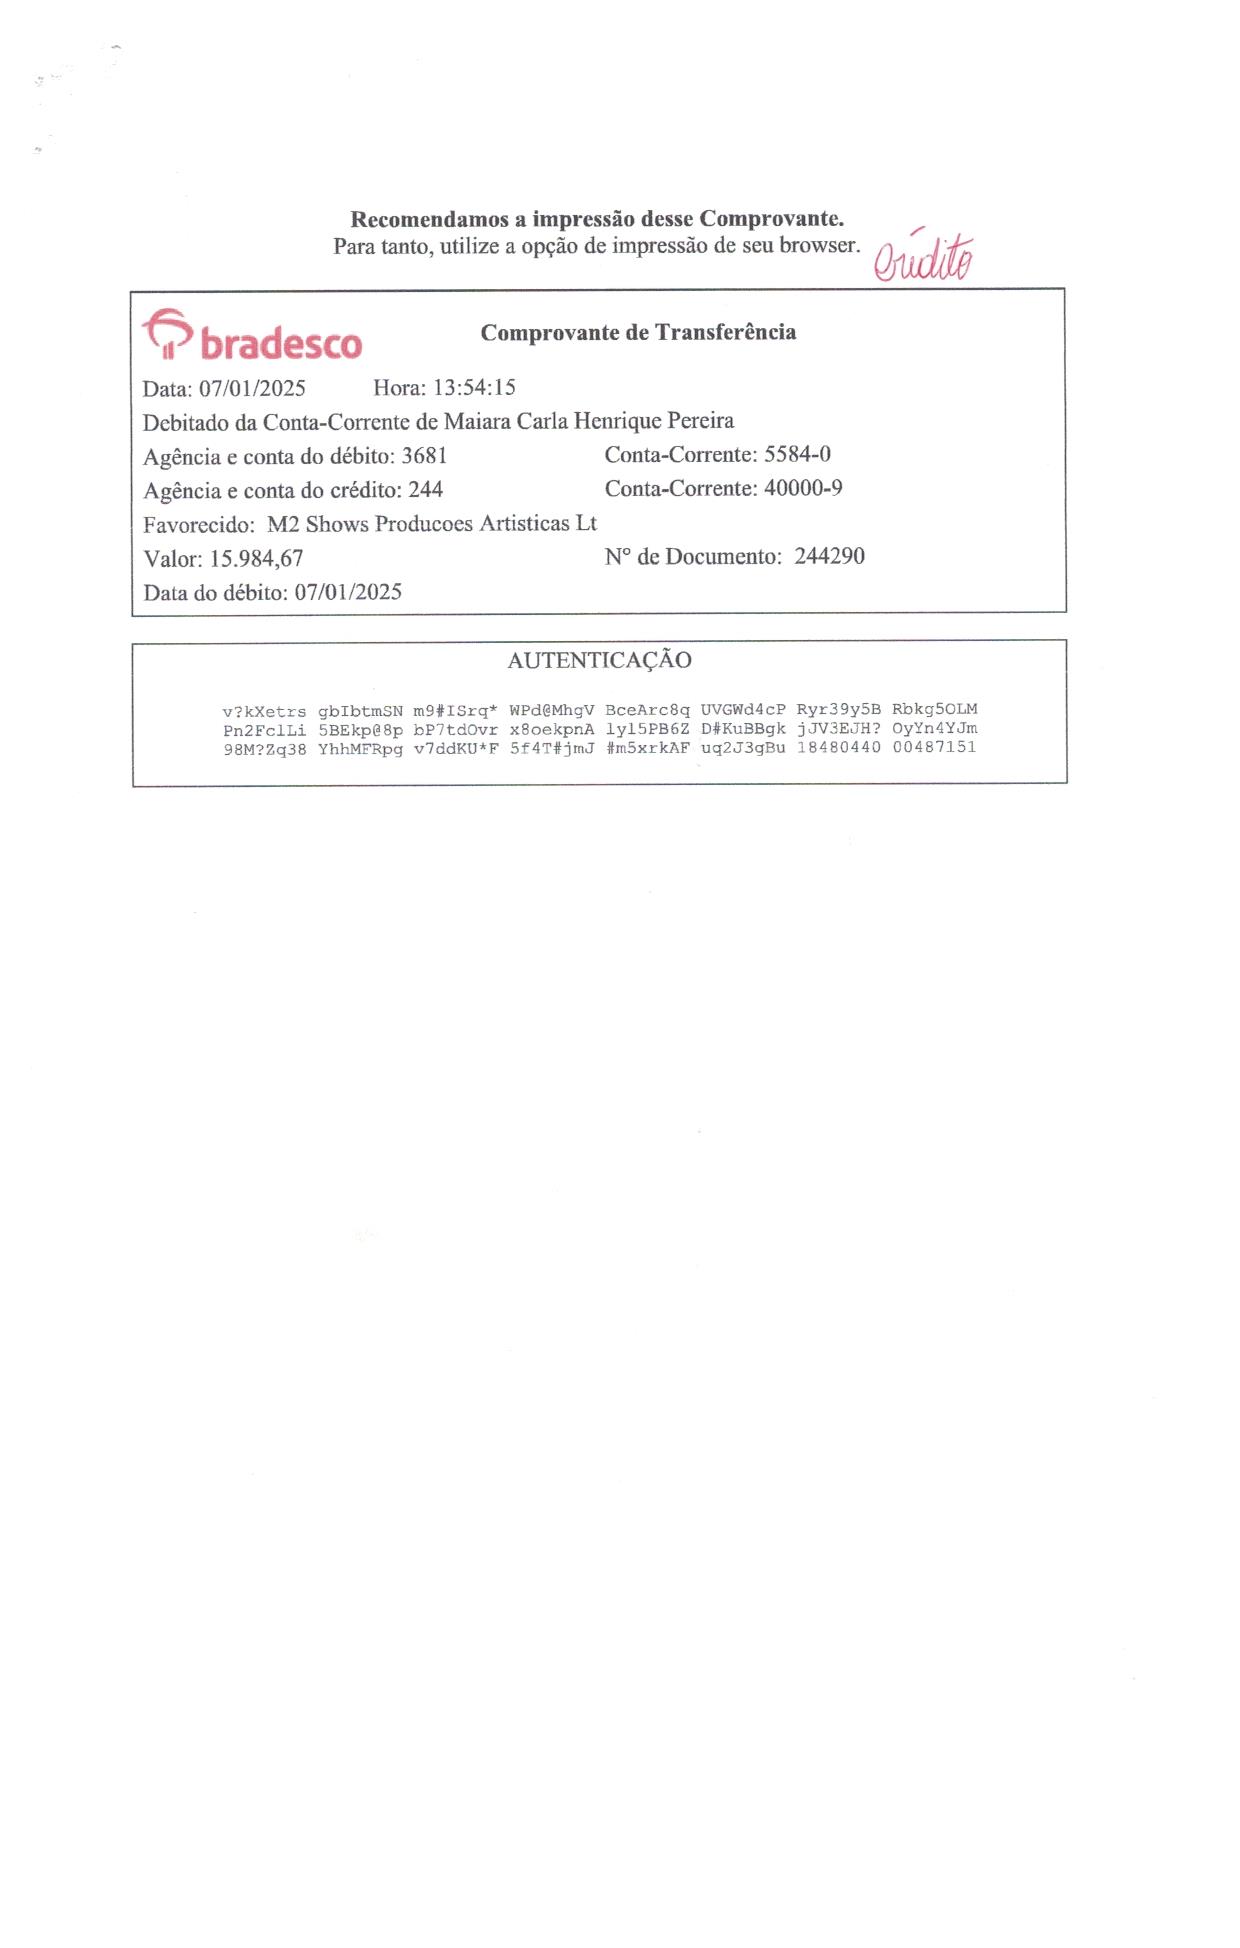 Recomendamos a impressão desse Comprovante.
Para tanto, utilize a opção de impressão de seu browser.
Crédito
bradesco
Comprovante de Transferência
Data: 07/01/2025 Hora: 13:54:15
Debitado da Conta-Corrente de Maiara Carla Henrique Pereira
Agência e conta do débito: 3681 Conta-Corrente: 5584-0
Agência e conta do crédito: 244 Conta-Corrente: 40000-9
Favorecido: M2 Shows Producoes Artisticas Lt
Valor: 15.984,67 N° de Documento: 244290
Data do débito: 07/01/2025
AUTENTICAÇÃO
v?kXetrs gbIbtmSN m9#ISrq* WPd@MhgV BceArc8q UVGWd4cP Ryr39y5B Rbkg5OLM
Pn2FclLi 5BEkp@8p bP7tdOvr x8oekpnA lyl5PB6Z D#KuBBgk jJV3EJH? OyYn4YJm
98M?Zq38 YhhMFRpg v7ddKU*F 5f4T#jmJ #m5xrkAF uq2J3gBu 18480440 00487151